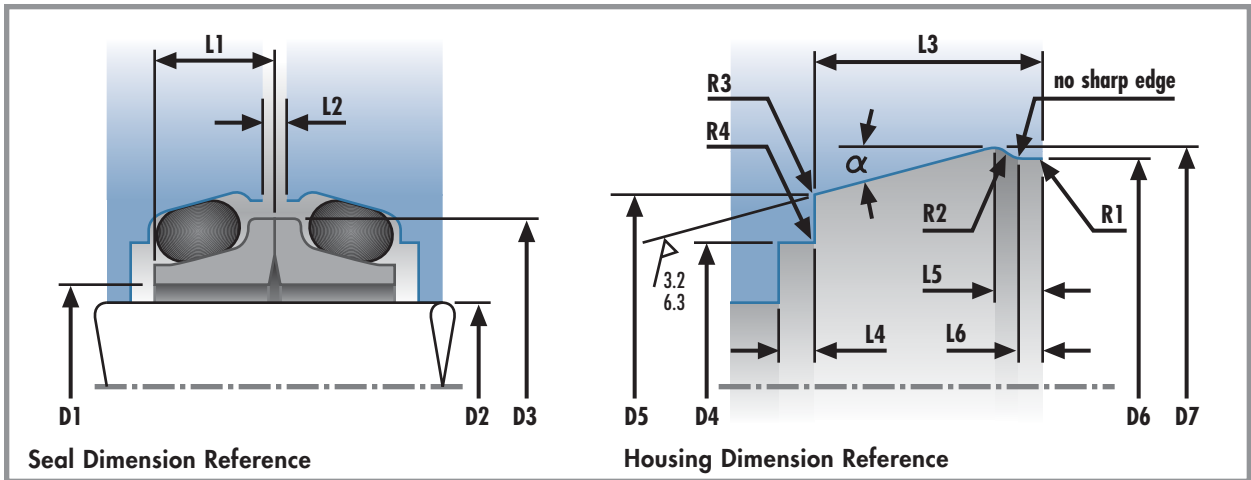 L1
L2
D1
D2
D3
Seal Dimension Reference
L3
no sharp edge
R3
R4
α
R2
R1
3.2
6.3
L5
L4
L6
D5
D4
D6
D7
Housing Dimension Reference